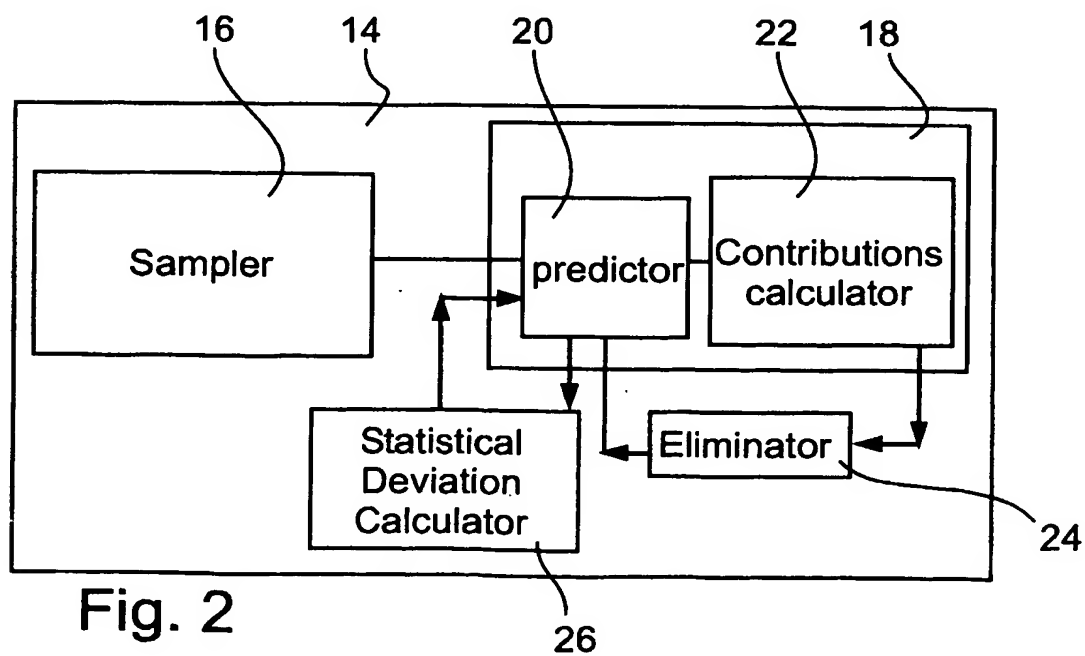 16
14
20
22
18
Sampler
predictor
Contributions
calculator
Statistical
Deviation
Calculator
Eliminator
24
Fig. 2
26